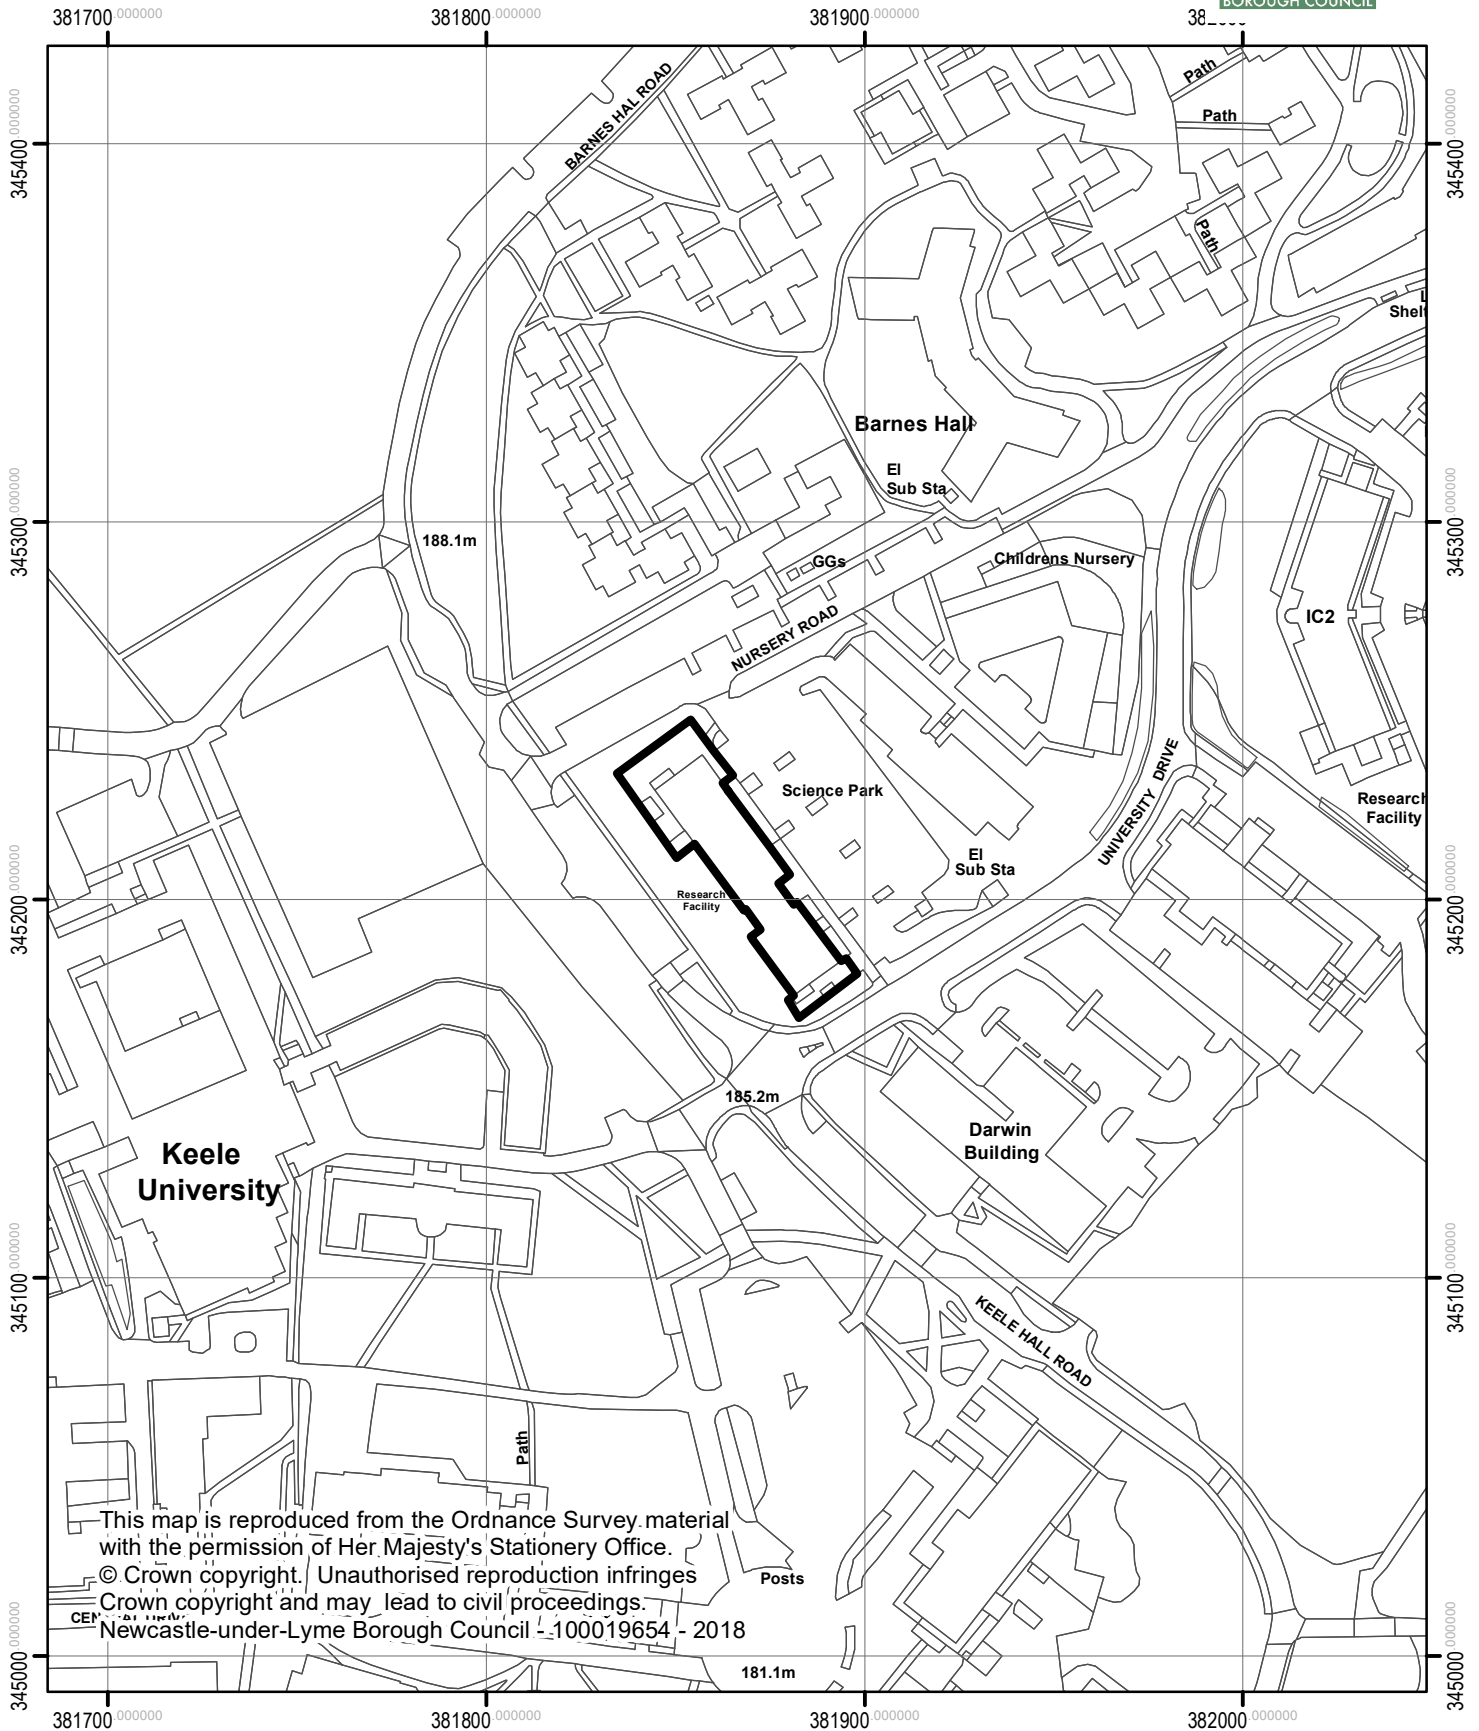 BOROUGH COUNCIL
381700.000000
381800.000000
381900.000000
345400.000000
345400.000000
BARNES HAL ROAD
Path
Path
Path
Barnes Hall
El
Sub Sta
345300.000000
345300.000000
188.1m
GGs
Childrens Nursery
NURSERY ROAD
IC2
Science Park
UNIVERSITY DRIVE
Research
Facility
El
Sub Sta
Research
Facility
345200.000000
345200.000000
185.2m
Darwin
Building
Keele
University
345100.000000
345100.000000
KEELE HALL ROAD
Path
This map is reproduced from the Ordnance Survey material
with the permission of Her Majesty's Stationery Office.
© Crown copyright. Unauthorised reproduction infringes
Crown copyright and may lead to civil proceedings.
Newcastle-under-Lyme Borough Council - 100019654 - 2018
Posts
181.1m
345000.000000
345000.000000
381700.000000
381800.000000
381900.000000
382000.000000